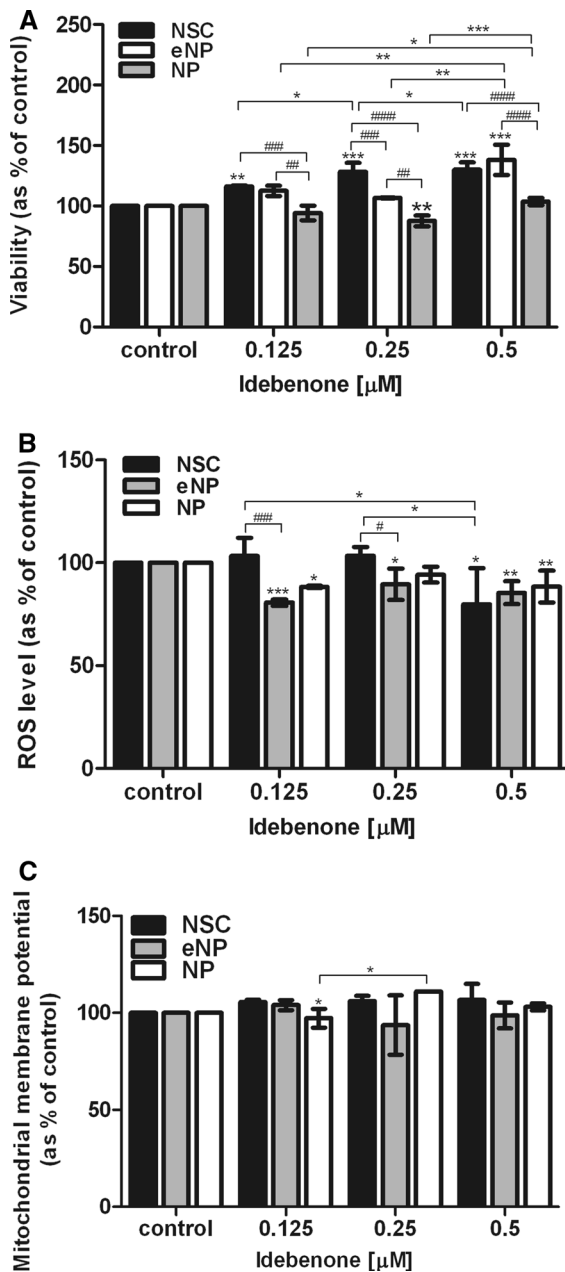 A
NSC
eNP
NP
Viability (as %of control)
250
200
150
100
50
0
***
*
**
**
*
*
####
####
###
###
##
##
####
**
***
**
***
***
control
0.125
0.25
0.5
Idebenone [µM]
B
NSC
eNP
NP
ROS level (as %of control)
150
100
50
0
*
*
###
#
***
*
*
*
**
**
control
0.125
0.25
0.5
Idebenone [µM]
C
NSC
eNP
NP
Mitochondrial membrane potential
(as % of control)
150
100
50
0
*
*
control
0.125
0.25
0.5
Idebenone [µM]